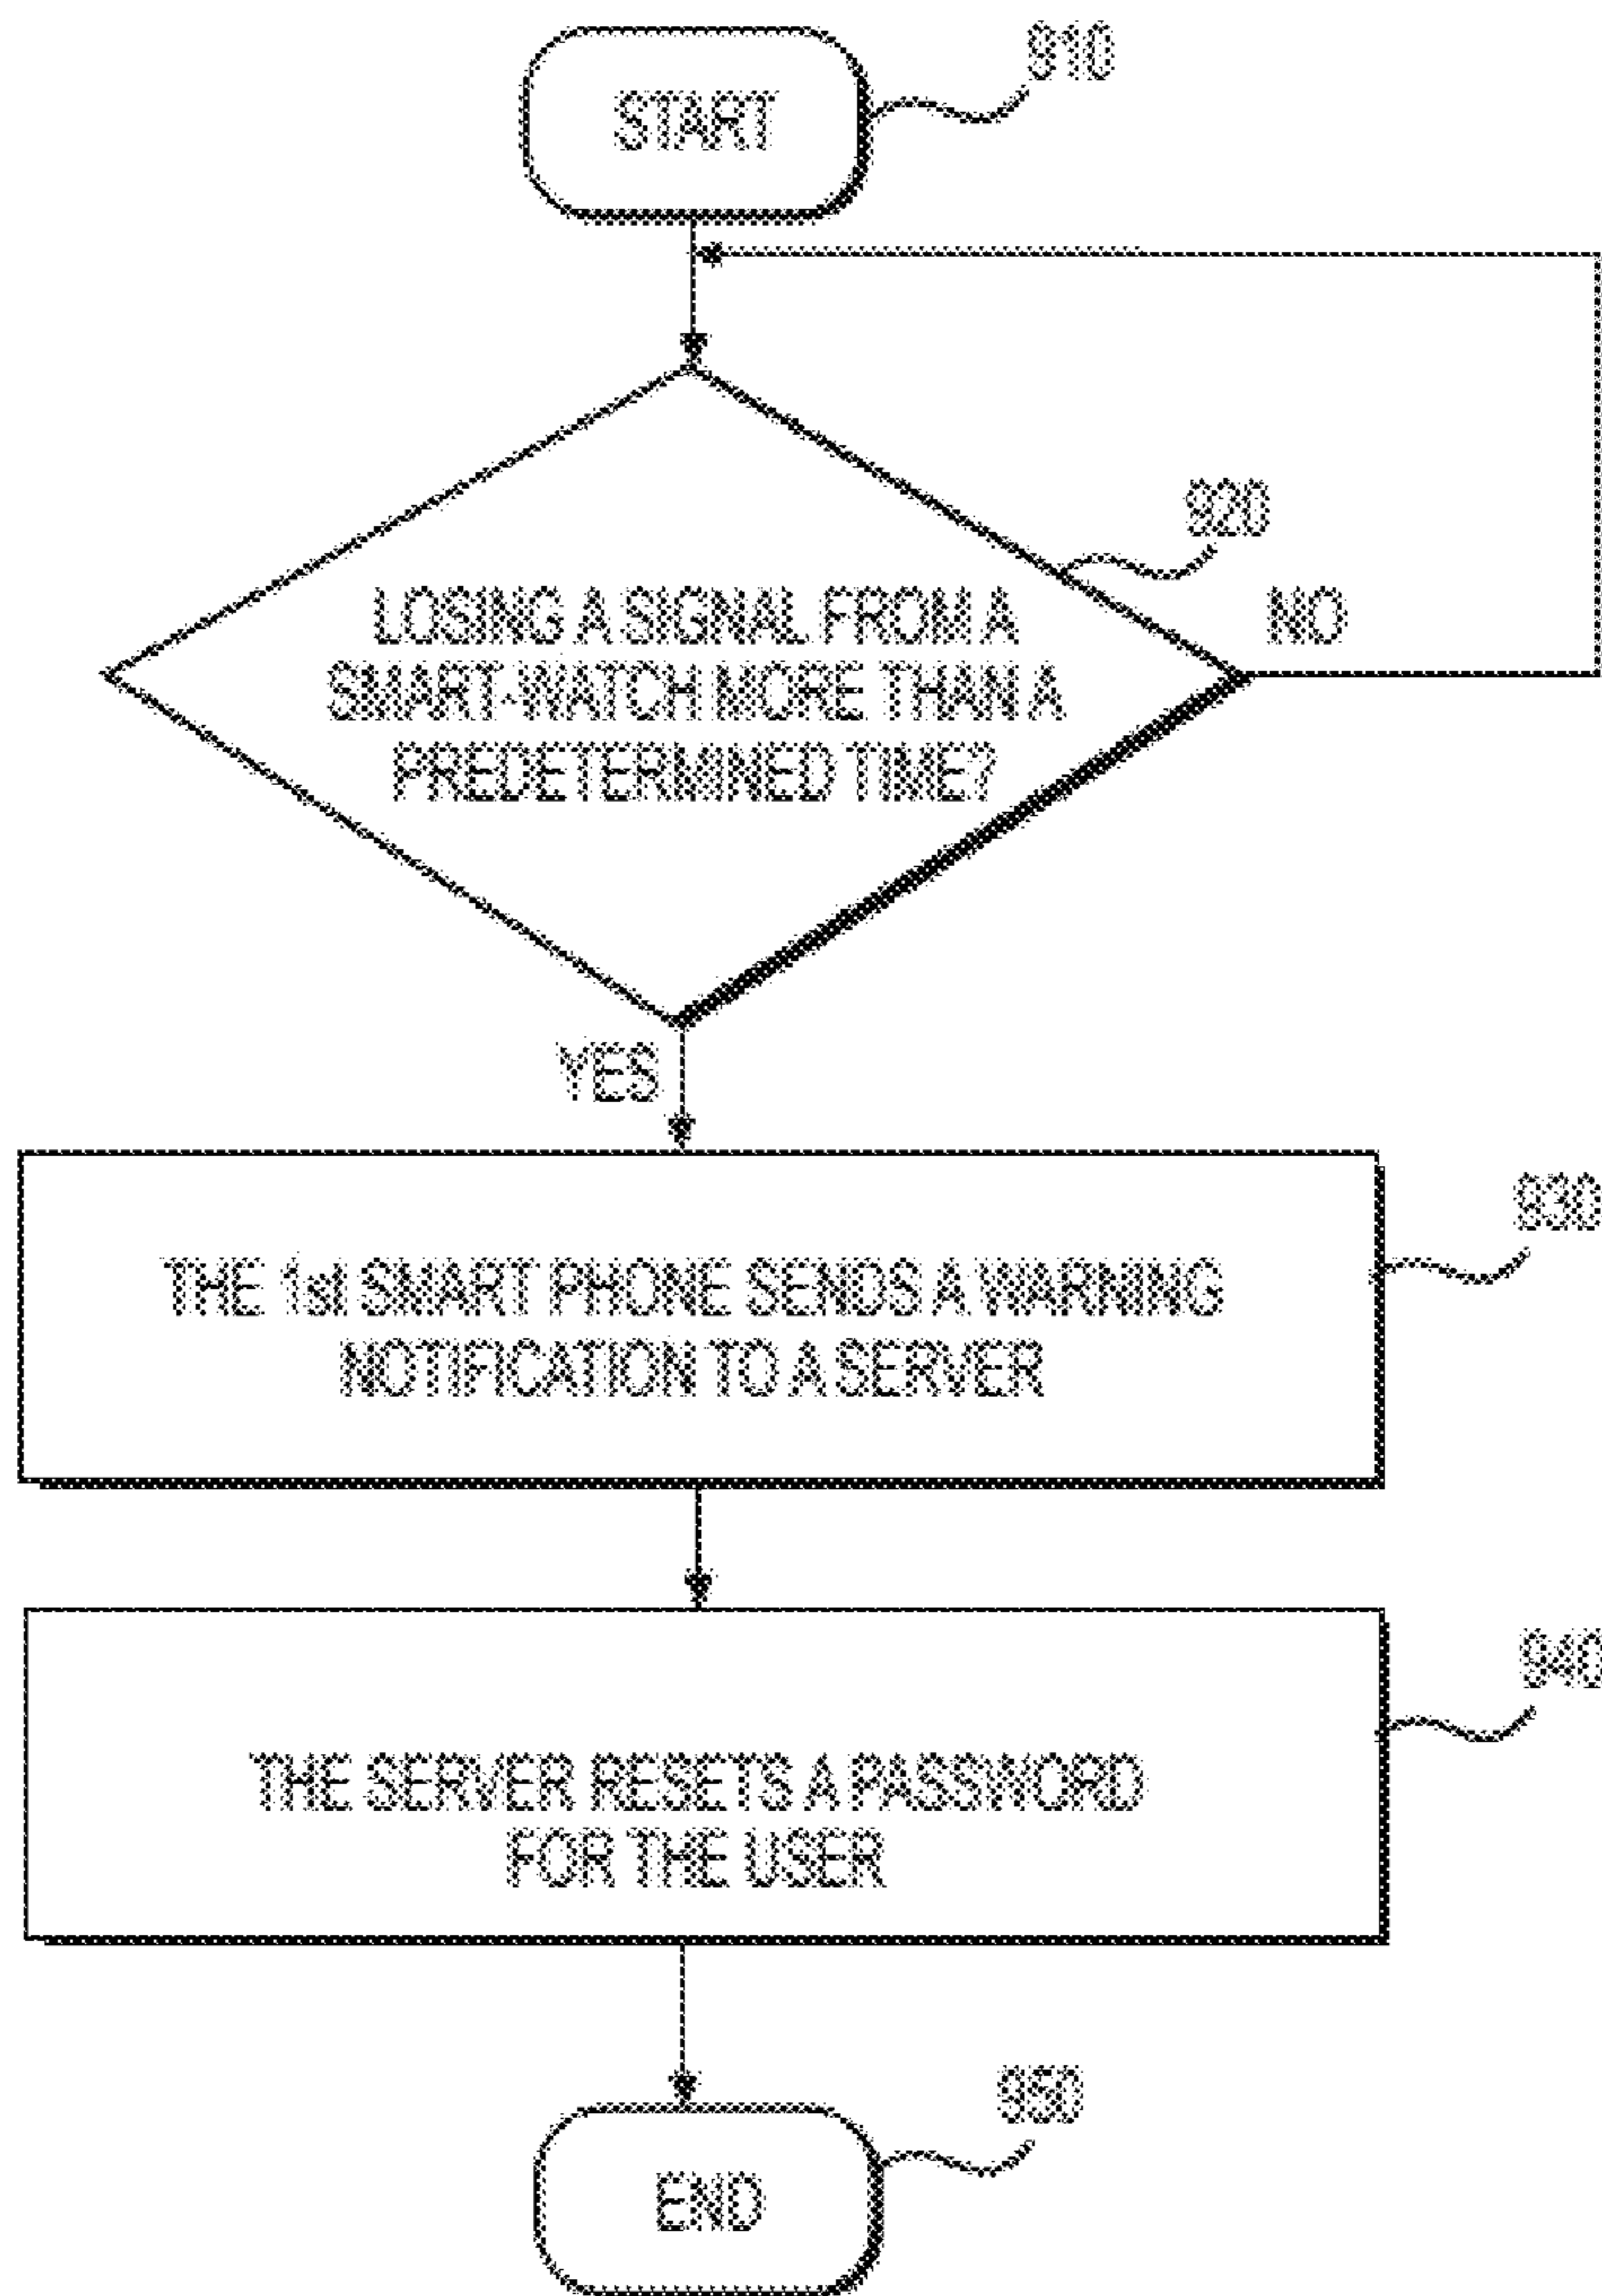 START
910
920
LOSING A SIGNAL FROM A
SMART-WATCH MORE THAN A
PREDETERMINED TIME?
NO
YES
930
THE 1st SMART PHONE SENDS A WARNING
NOTIFICATION TO A SERVER
940
THE SERVER RESETS A PASSWORD
FOR THE USER
950
END